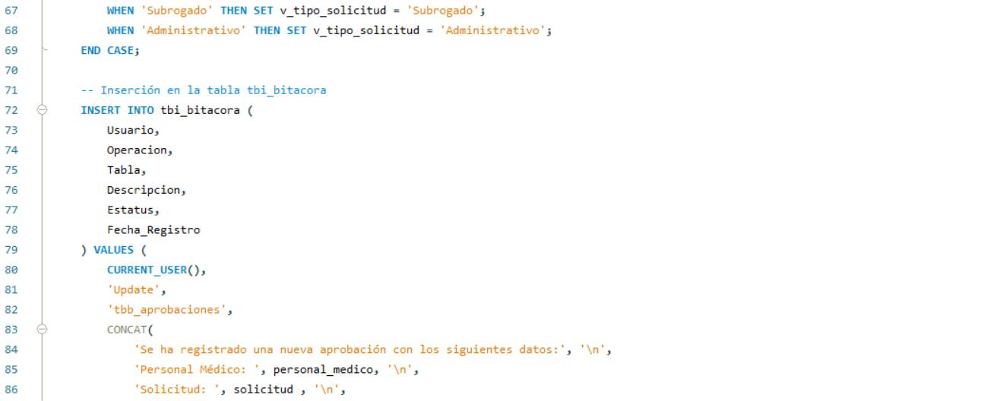 67 WHEN 'Subrogado' THEN SET v_tipo_solicitud = 'Subrogado';
68 WHEN 'Administrativo' THEN SET v_tipo_solicitud = 'Administrativo';
69 END CASE;
70
71 -- Inserción en la tabla tbi_bitacora
72 INSERT INTO tbi_bitacora (
73 Usuario,
74 Operacion,
75 Tabla,
76 Descripcion,
77 Estatus,
78 Fecha_Registro
79 ) VALUES (
80 CURRENT_USER(),
81 'Update',
82 'tbb_aprobaciones',
83 CONCAT(
84 'Se ha registrado una nueva aprobación con los siguientes datos:', '\n',
85 'Personal Médico: ', personal_medico, '\n',
86 'Solicitud: ', solicitud , '\n',